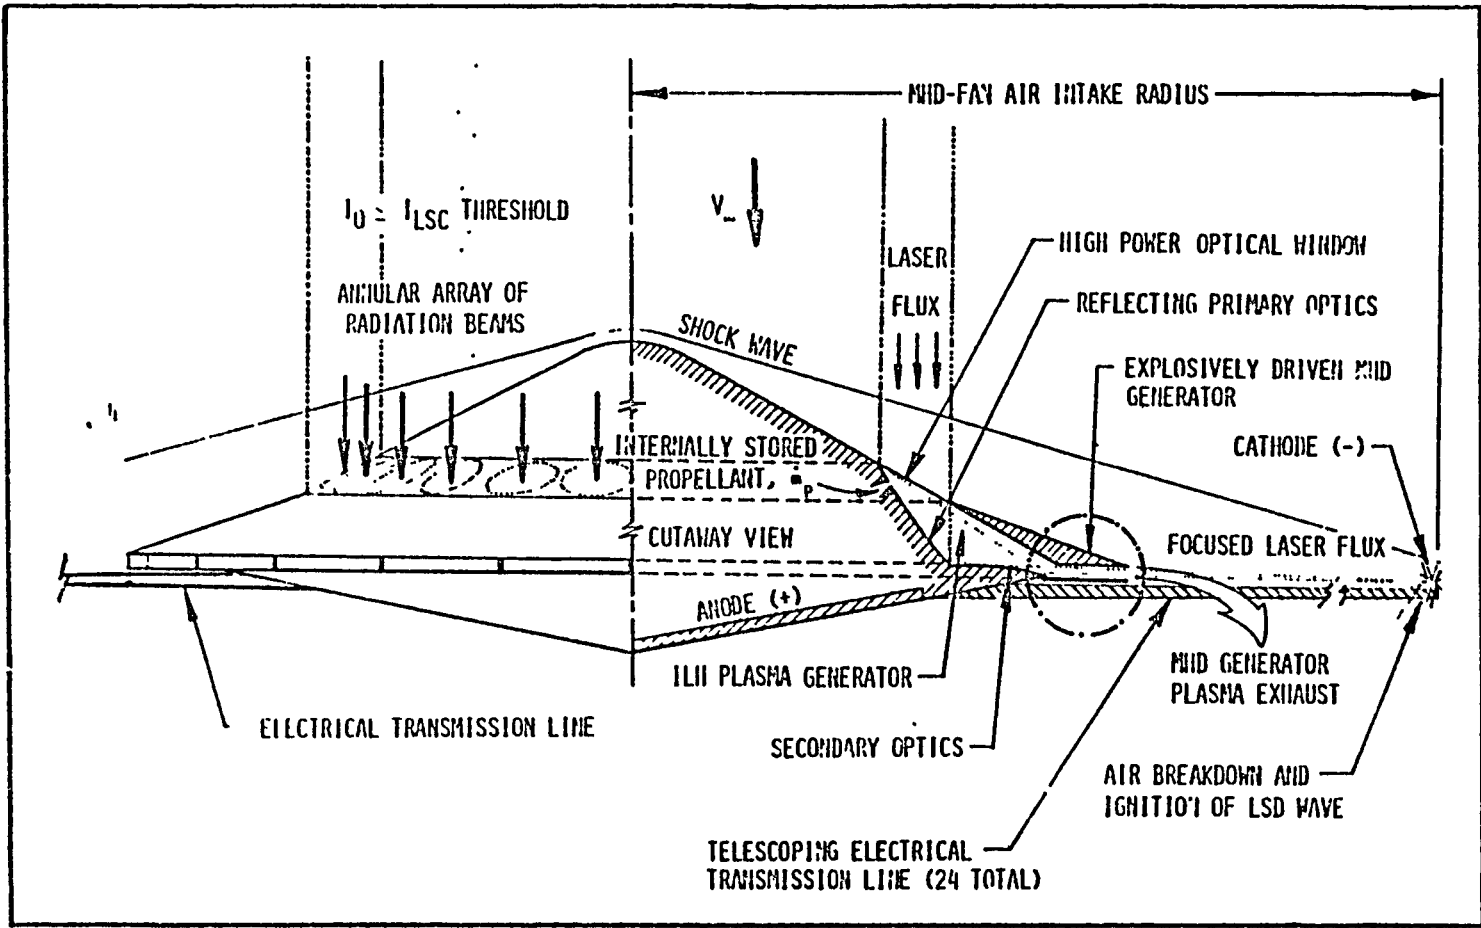 MHD-FAN AIR INTAKE RADIUS
I₀ ≥ I_LSC THRESHOLD
V∞
ANNULAR ARRAY OF
RADIATION BEAMS
LASER
FLUX
HIGH POWER OPTICAL WINDOW
REFLECTING PRIMARY OPTICS
SHOCK WAVE
EXPLOSIVELY DRIVEN MHD
GENERATOR
CATHODE (-)
INTERNALLY STORED
PROPELLANT, ṁₚ
CUTAWAY VIEW
FOCUSED LASER FLUX
ANODE (+)
PLASMA GENERATOR
MHD GENERATOR
PLASMA EXHAUST
ELECTRICAL TRANSMISSION LINE
SECONDARY OPTICS
AIR BREAKDOWN AND
IGNITION OF LSD WAVE
TELESCOPING ELECTRICAL
TRANSMISSION LINE (24 TOTAL)